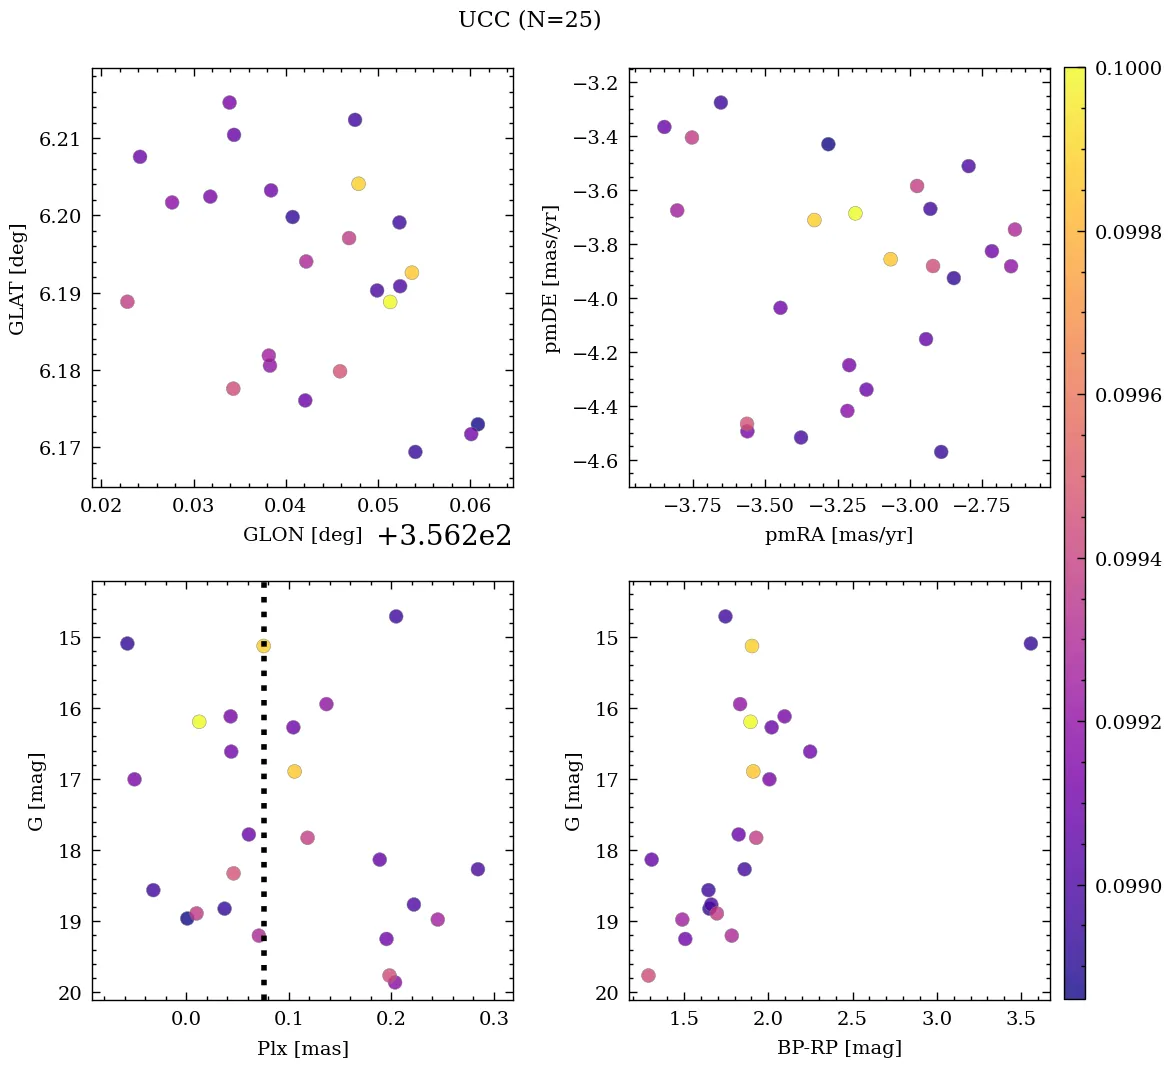 UCC (N=25)
6.21
6.20
6.19
6.18
6.17
GLAT [deg]
0.02 0.03 0.04 0.05 0.06
GLON [deg] +3.562e2
−3.2
−3.4
−3.6
−3.8
−4.0
−4.2
−4.4
−4.6
pmDE [mas/yr]
−3.75 −3.50 −3.25 −3.00 −2.75
pmRA [mas/yr]
0.1000
0.0998
0.0996
0.0994
0.0992
0.0990
15
16
17
18
19
20
G [mag]
0.0 0.1 0.2 0.3
Plx [mas]
15
16
17
18
19
20
G [mag]
1.5 2.0 2.5 3.0 3.5
BP-RP [mag]